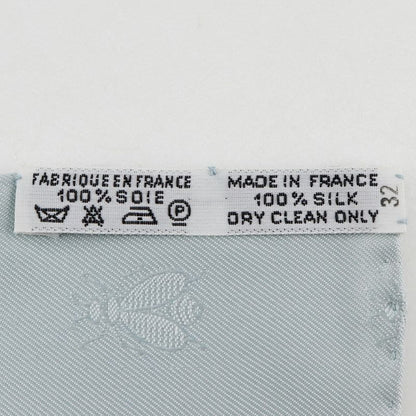 FABRIQUE EN FRANCE
100% SOIE
P
MADE IN FRANCE
100% SILK
DRY CLEAN ONLY
32